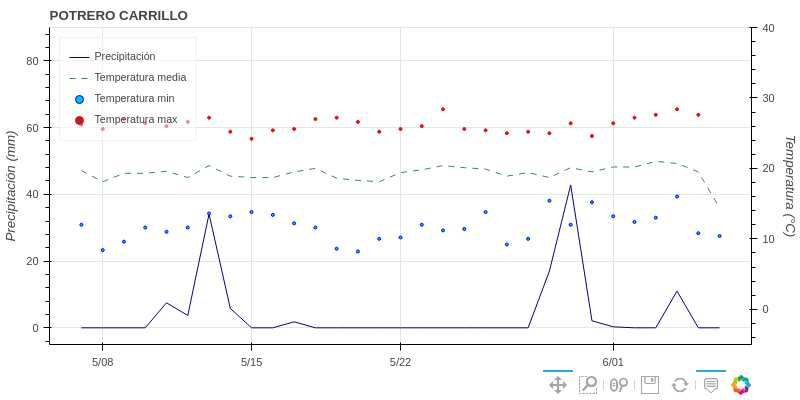 POTRERO CARRILLO
Precipitación
Temperatura media
Temperatura min
Temperatura max
Precipitación (mm)
80
60
40
20
0
Temperatura (°C)
40
30
20
10
0
5/08
5/15
5/22
6/01